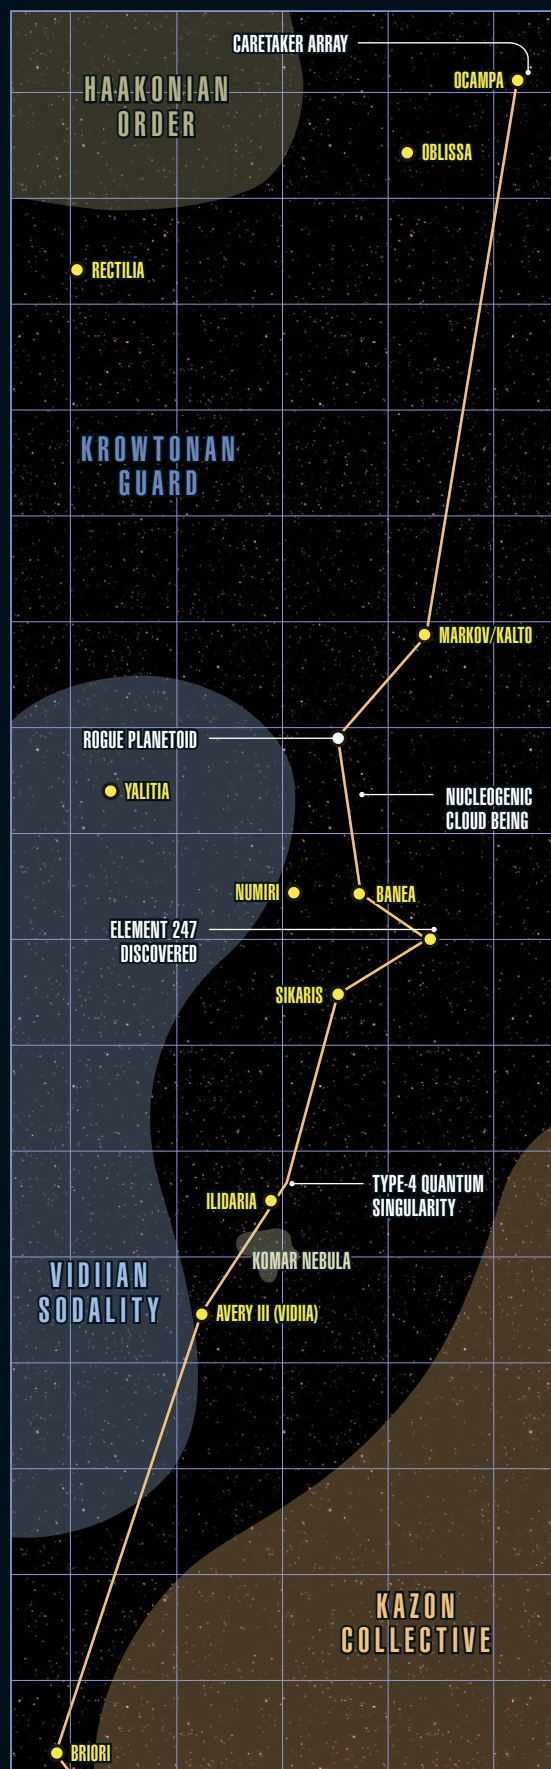 CARETAKER ARRAY
HAAKONIAN
ORDER
OCAMPA
OBLISSA
RECTILIA
KROWTONAN
GUARD
MARKOV/KALTO
ROGUE PLANETOID
YALITIA
NUCLEOGENIC
CLOUD BEING
NUMIRI
BANEA
ELEMENT 247
DISCOVERED
SIKARIS
TYPE-4 QUANTUM
SINGULARITY
ILIDARIA
KOMAR NEBULA
VIDIIAN
SODALITY
AVERY III (VIDIIA)
KAZON
COLLECTIVE
BRIORI